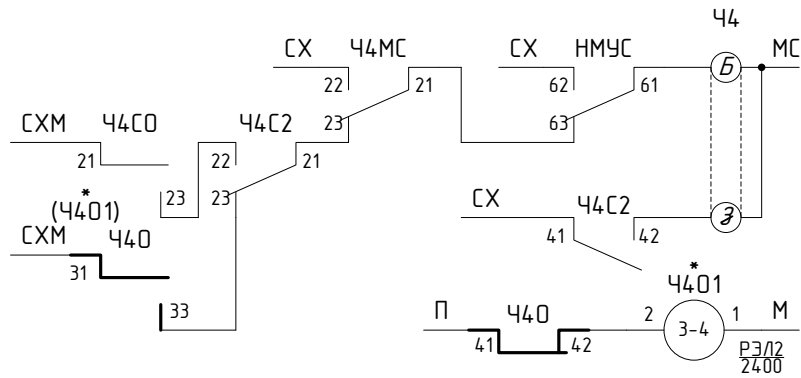 Ч4
СХ Ч4МС СХ НМУС Б МС
22 21 62 61
23 63
СХМ Ч4СО Ч4С2
21 22 21
23 23
*
(Ч4О1)
СХМ Ч4О
31
33
СХ Ч4С2 З
41 42
*
Ч4О1
П Ч4О 2 3-4 1 М
41 42
РЭЛ2
2400